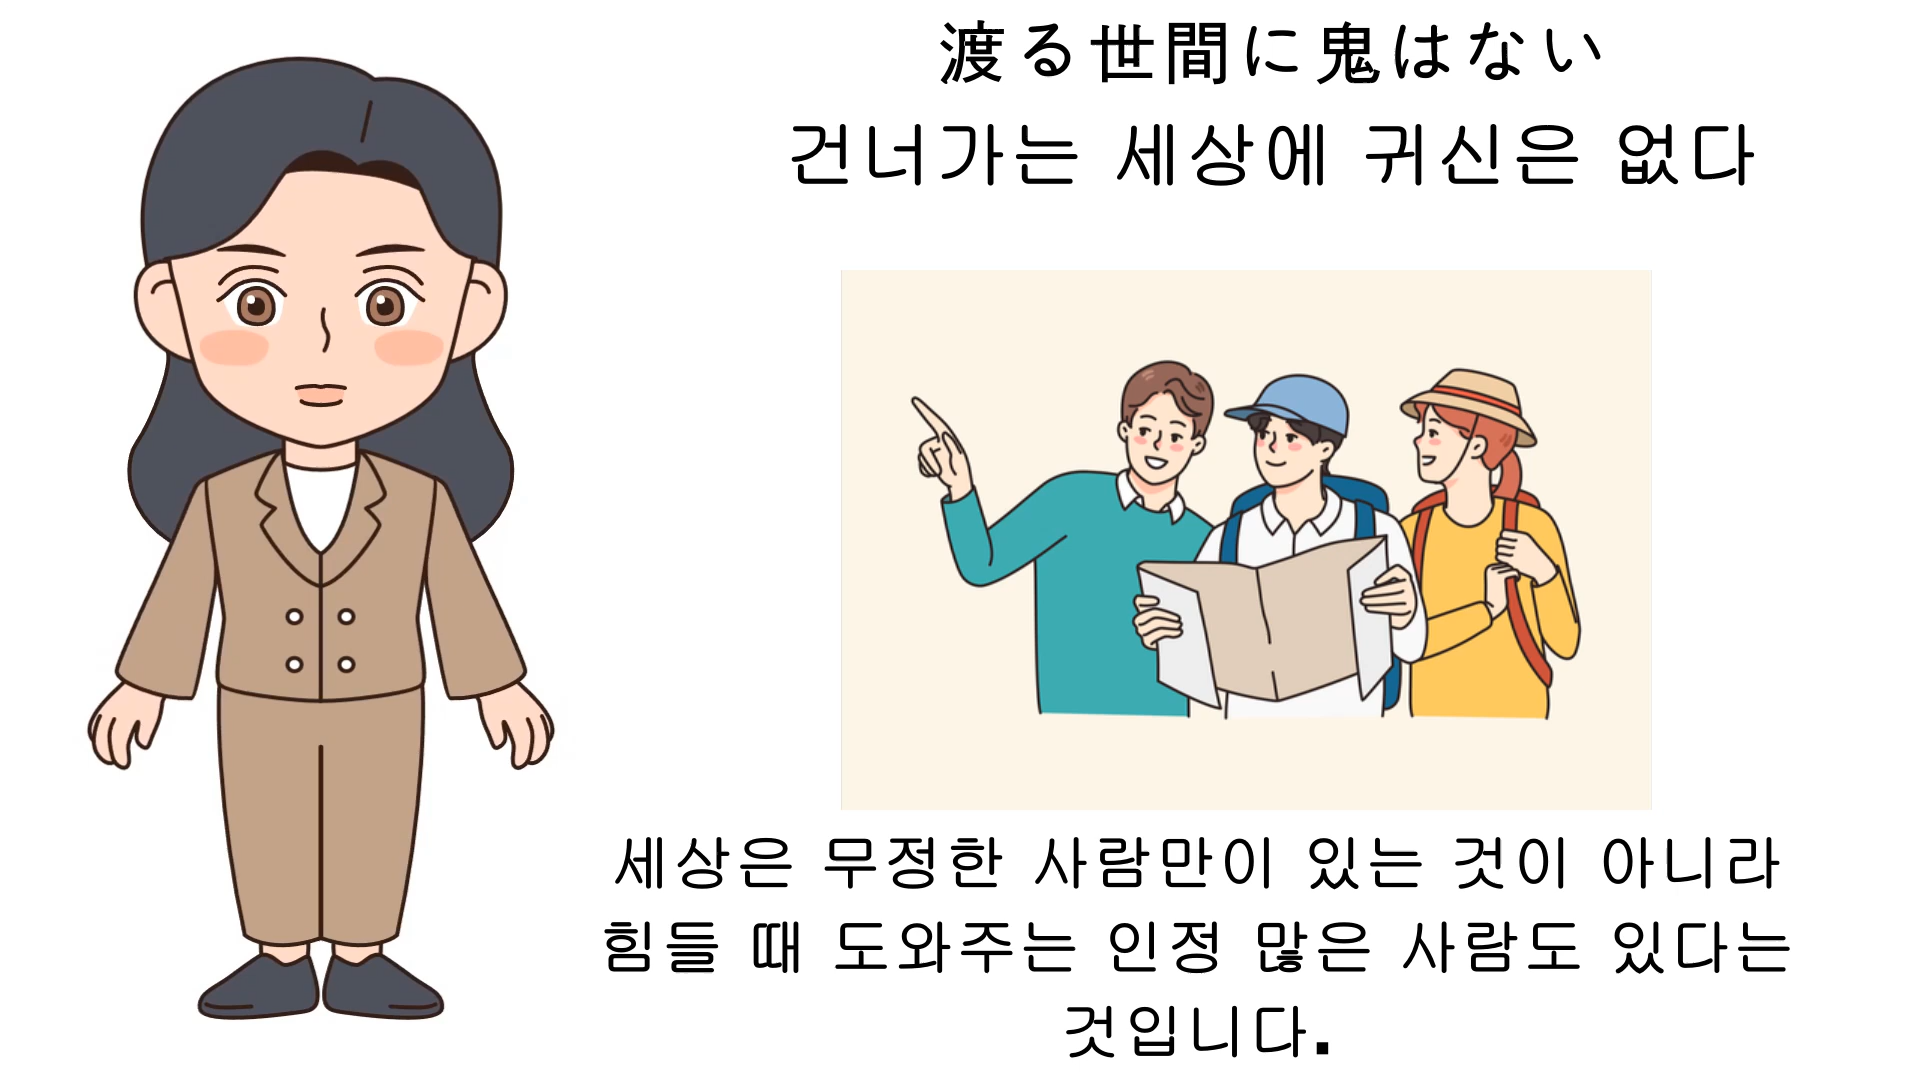 渡る世間に鬼はない
건너가는 세상에 귀신은 없다
세상은 무정한 사람만이 있는 것이 아니라
힘들 때 도와주는 인정 많은 사람도 있다는
것입니다.